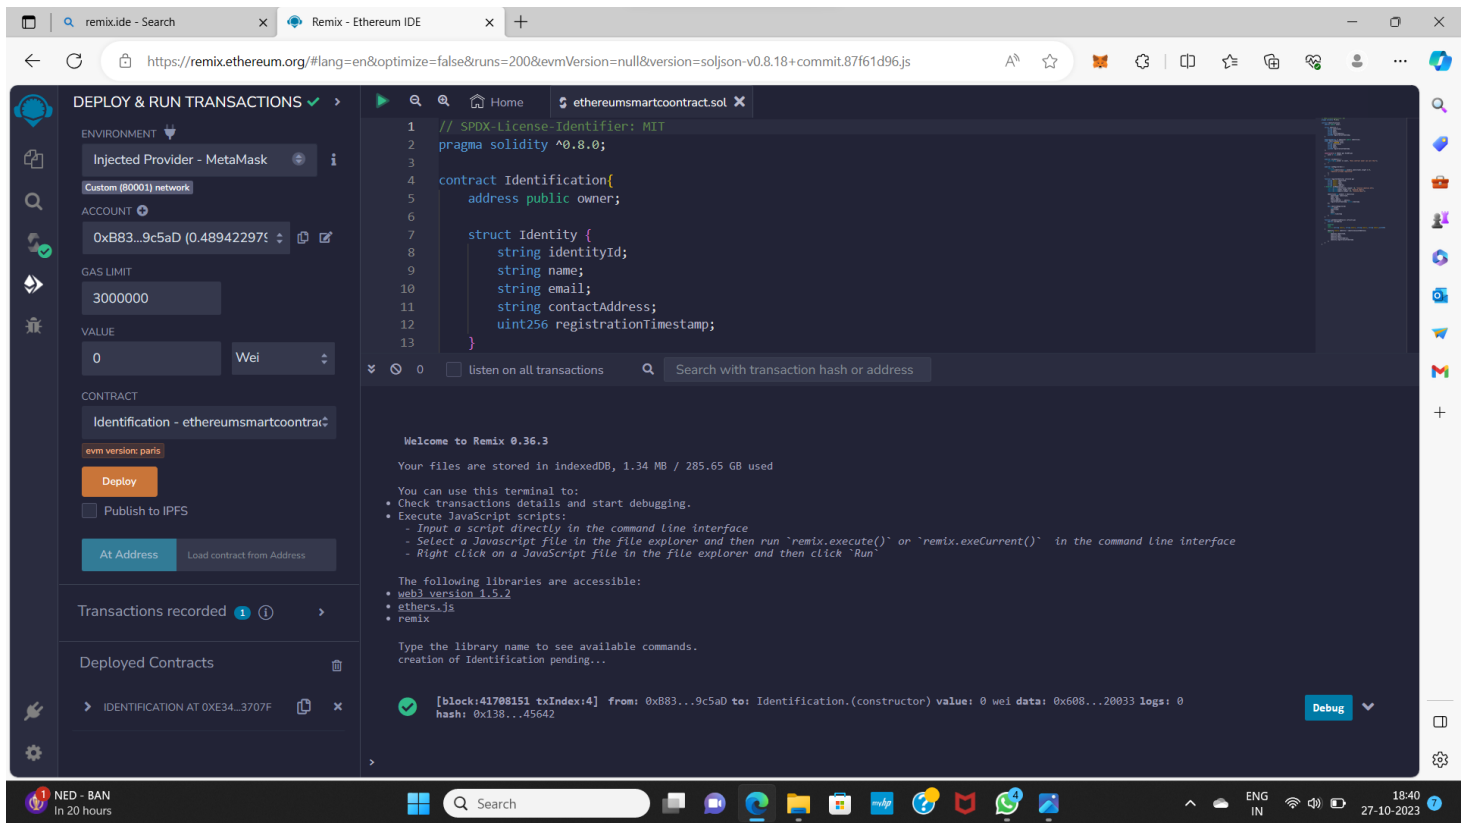 remix.ide - Search
Remix - Ethereum IDE
https://remix.ethereum.org/#lang=en&optimize=false&runs=200&evmVersion=null&version=soljson-v0.8.18+commit.87f61d96.js
DEPLOY & RUN TRANSACTIONS
ENVIRONMENT
Injected Provider - MetaMask
Custom (80001) network
ACCOUNT
0xB83...9c5aD (0.489422979
GAS LIMIT
3000000
VALUE
0
Wei
CONTRACT
Identification - ethereumsmartcoontrac
evm version: paris
Deploy
Publish to IPFS
At Address
Load contract from Address
Transactions recorded 1
Deployed Contracts
IDENTIFICATION AT 0XE34...3707F
Home
ethereumsmartcoontract.sol
1 // SPDX-License-Identifier: MIT
2 pragma solidity ^0.8.0;
3
4 contract Identification{
5 address public owner;
6
7 struct Identity {
8 string identityId;
9 string name;
10 string email;
11 string contactAddress;
12 uint256 registrationTimestamp;
13 }
0
listen on all transactions
Search with transaction hash or address
Welcome to Remix 0.36.3
Your files are stored in indexedDB, 1.34 MB / 285.65 GB used
You can use this terminal to:
• Check transactions details and start debugging.
• Execute JavaScript scripts:
- Input a script directly in the command line interface
- Select a Javascript file in the file explorer and then run `remix.execute()` or `remix.exeCurrent()` in the command line interface
- Right click on a JavaScript file in the file explorer and then click `Run`
The following libraries are accessible:
• web3 version 1.5.2
• ethers.js
• remix
Type the library name to see available commands.
creation of Identification pending...
[block:41708151 txIndex:4] from: 0xB83...9c5aD to: Identification.(constructor) value: 0 wei data: 0x608...20033 logs: 0
hash: 0x138...45642
Debug
>
1
NED - BAN
In 20 hours
Search
myhp
4
ENG
IN
18:40
27-10-2023
7